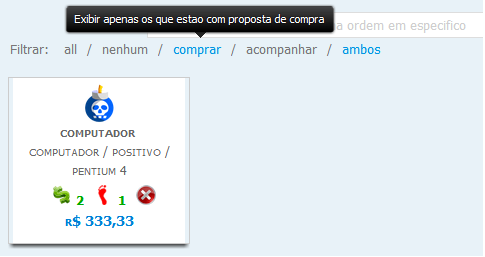 Exibir apenas os que estao com proposta de compra
a ordem em especifico
Filtrar: all / nenhum / comprar / acompanhar / ambos
COMPUTADOR
COMPUTADOR / POSITIVO /
PENTIUM 4
2 1
R$ 333,33